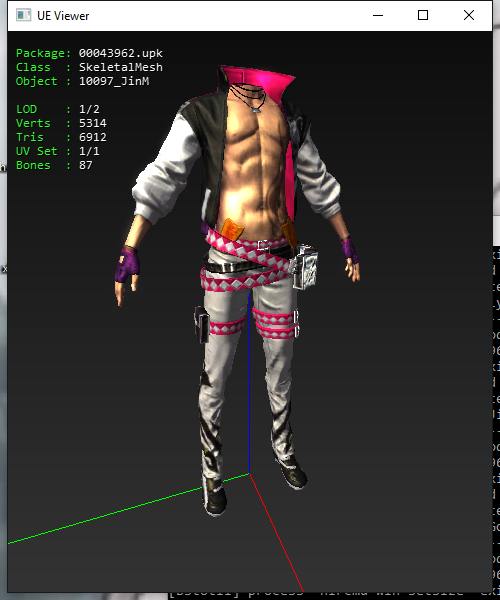 UE Viewer
Package: 00043962.upk
Class : SkeletalMesh
Object : 10097_JinM
LOD : 1/2
Verts : 5314
Tris : 6912
UV Set : 1/1
Bones : 87